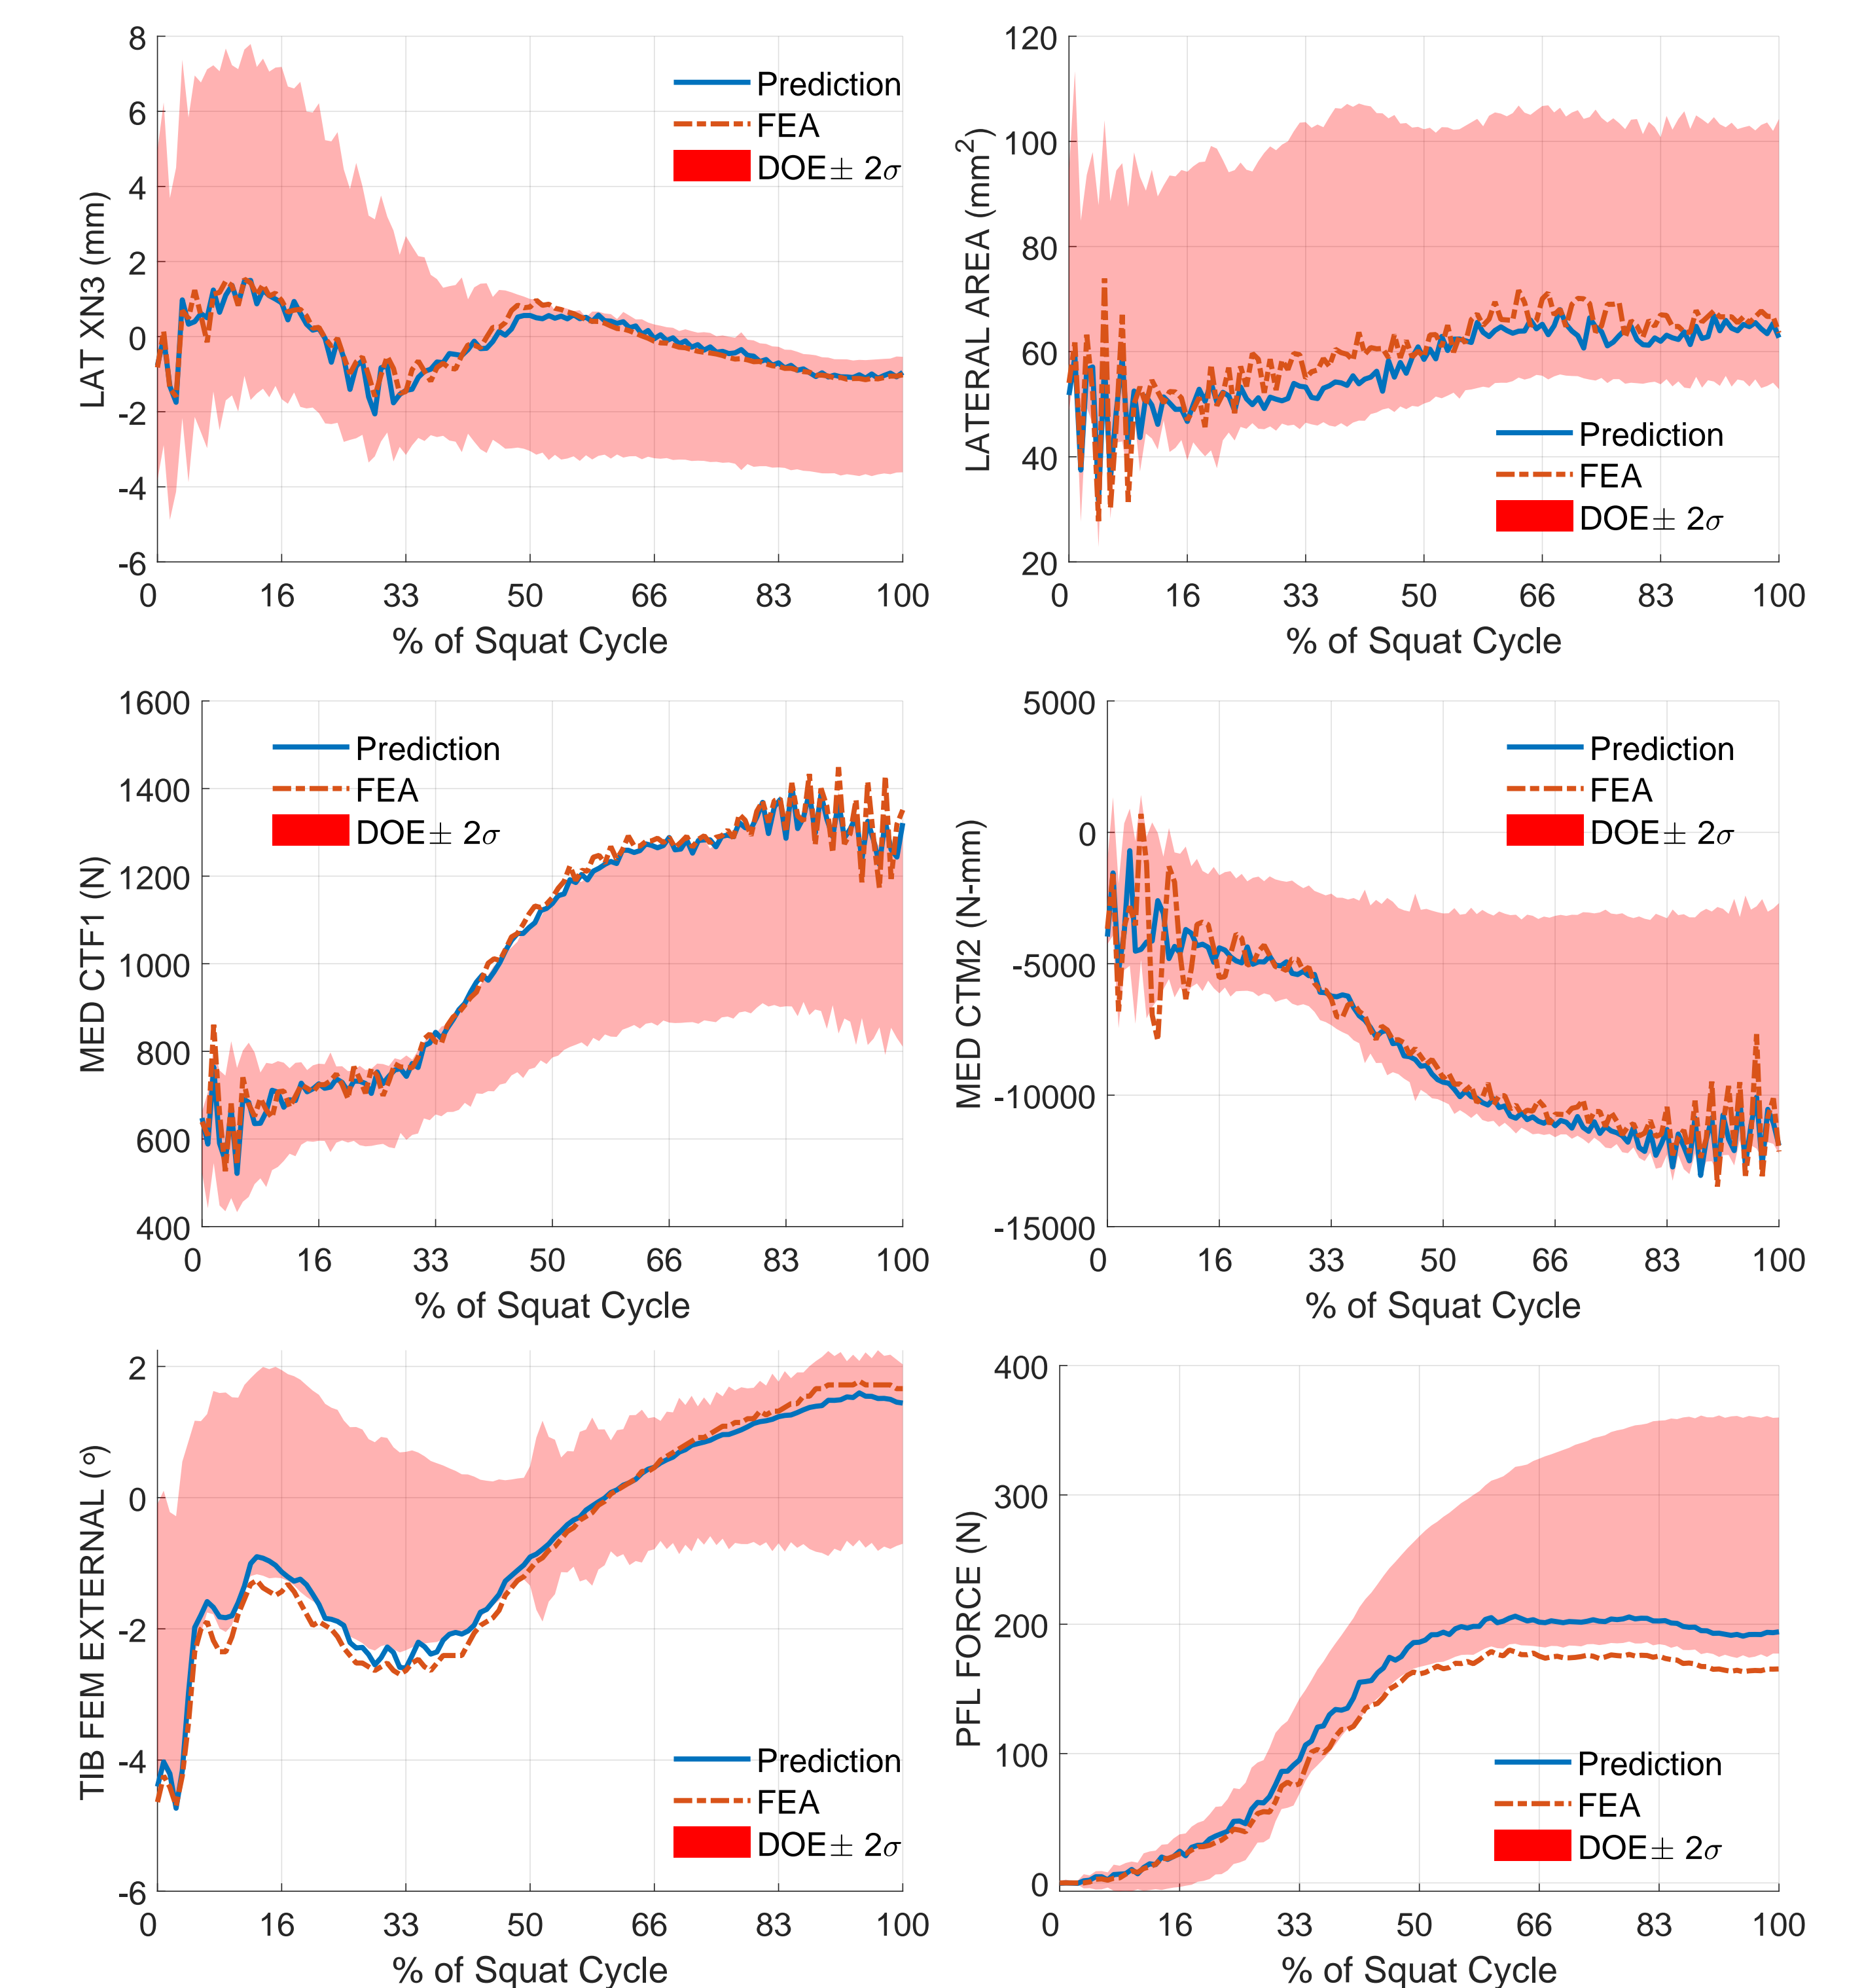 8
6
4
2
0
-2
-4
-6
LAT XN3 (mm)
Prediction
FEA
DOE± 2σ
0 16 33 50 66 83 100
% of Squat Cycle
120
100
80
60
40
20
LATERAL AREA (mm²)
Prediction
FEA
DOE± 2σ
0 16 33 50 66 83 100
% of Squat Cycle
1600
1400
1200
1000
800
600
400
MED CTF1 (N)
Prediction
FEA
DOE± 2σ
0 16 33 50 66 83 100
% of Squat Cycle
5000
0
-5000
-10000
-15000
MED CTM2 (N-mm)
Prediction
FEA
DOE± 2σ
0 16 33 50 66 83 100
% of Squat Cycle
2
0
-2
-4
-6
TIB FEM EXTERNAL (°)
Prediction
FEA
DOE± 2σ
0 16 33 50 66 83 100
% of Squat Cycle
400
300
200
100
0
PFL FORCE (N)
Prediction
FEA
DOE± 2σ
0 16 33 50 66 83 100
% of Squat Cycle